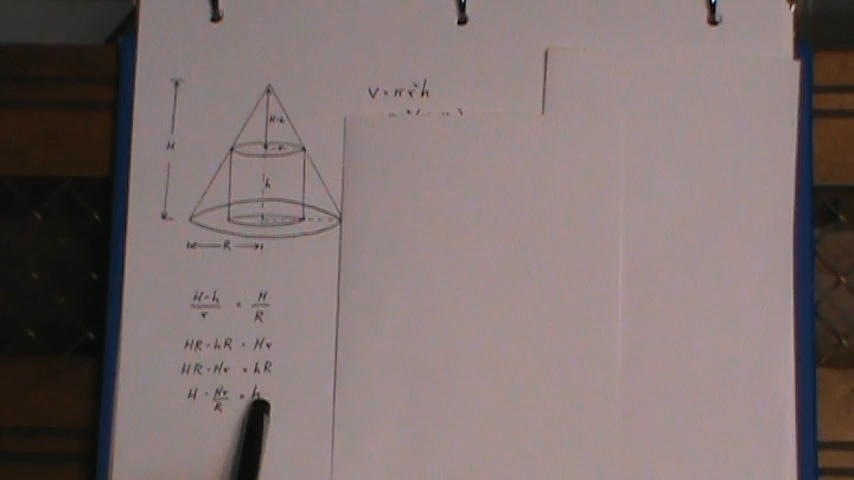 H
H-h
r
h
R
H-h / r = H / R
HR-hR = Hr
HR-Hr = hR
H - Hr/R = h
V = πr²h